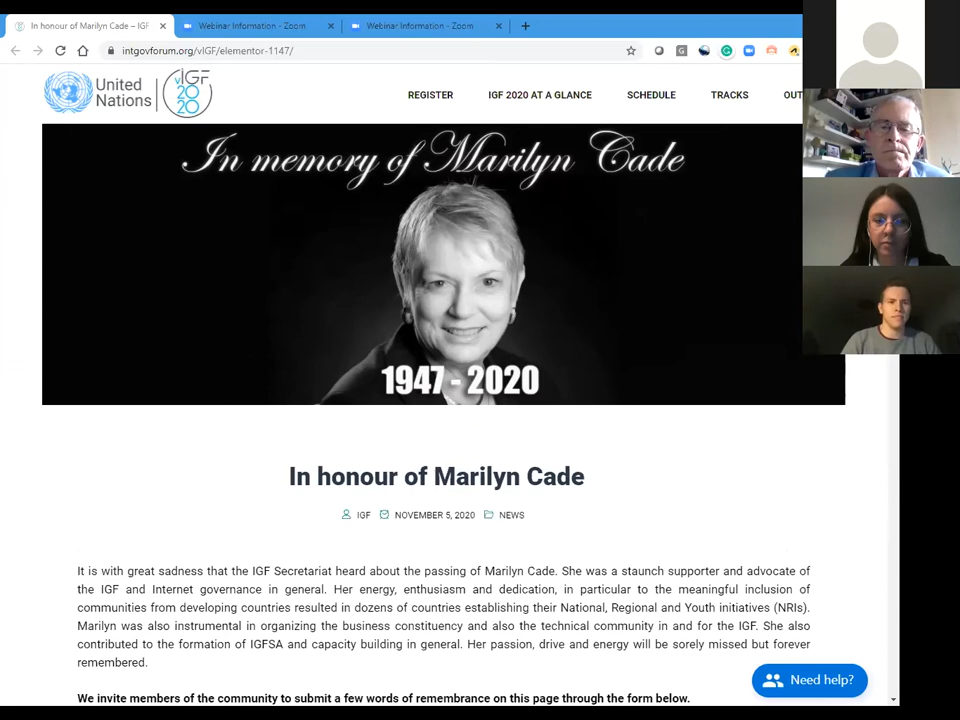 In honour of Marilyn Cade – IGF
Webinar Information - Zoom
Webinar Information - Zoom
intgovforum.org/vIGF/elementor-1147/
United
Nations
vIGF
20
20
REGISTER
IGF 2020 AT A GLANCE
SCHEDULE
TRACKS
OUT
In memory of Marilyn Cade
1947 - 2020
In honour of Marilyn Cade
IGF NOVEMBER 5, 2020 NEWS
It is with great sadness that the IGF Secretariat heard about the passing of Marilyn Cade. She was a staunch supporter and advocate of
the IGF and Internet governance in general. Her energy, enthusiasm and dedication, in particular to the meaningful inclusion of
communities from developing countries resulted in dozens of countries establishing their National, Regional and Youth initiatives (NRIs).
Marilyn was also instrumental in organizing the business constituency and also the technical community in and for the IGF. She also
contributed to the formation of IGFSA and capacity building in general. Her passion, drive and energy will be sorely missed but forever
remembered.
Need help?
We invite members of the community to submit a few words of remembrance on this page through the form below.